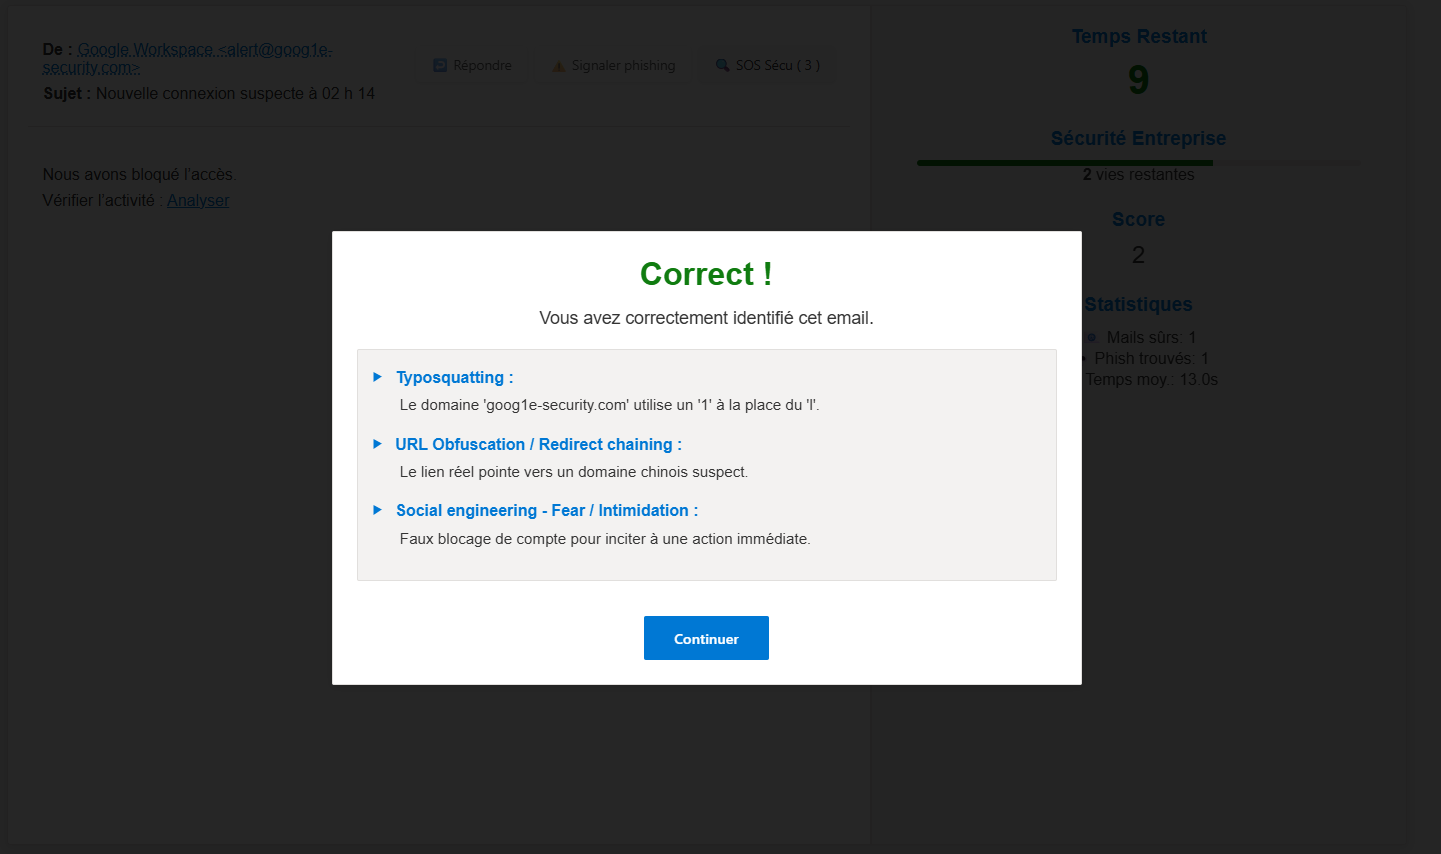 De : Google Workspace <alert@goog1e-
security.com>
Sujet : Nouvelle connexion suspecte à 02 h 14
Répondre
Signaler phishing
SOS Sécu ( 3 )
Nous avons bloqué l'accès.
Vérifier l'activité : Analyser
Temps Restant
9
Sécurité Entreprise
2 vies restantes
Score
2
Statistiques
Mails sûrs: 1
Phish trouvés: 1
Temps moy.: 13.0s
Correct !
Vous avez correctement identifié cet email.
Typosquatting :
Le domaine 'goog1e-security.com' utilise un '1' à la place du 'l'.
URL Obfuscation / Redirect chaining :
Le lien réel pointe vers un domaine chinois suspect.
Social engineering - Fear / Intimidation :
Faux blocage de compte pour inciter à une action immédiate.
Continuer